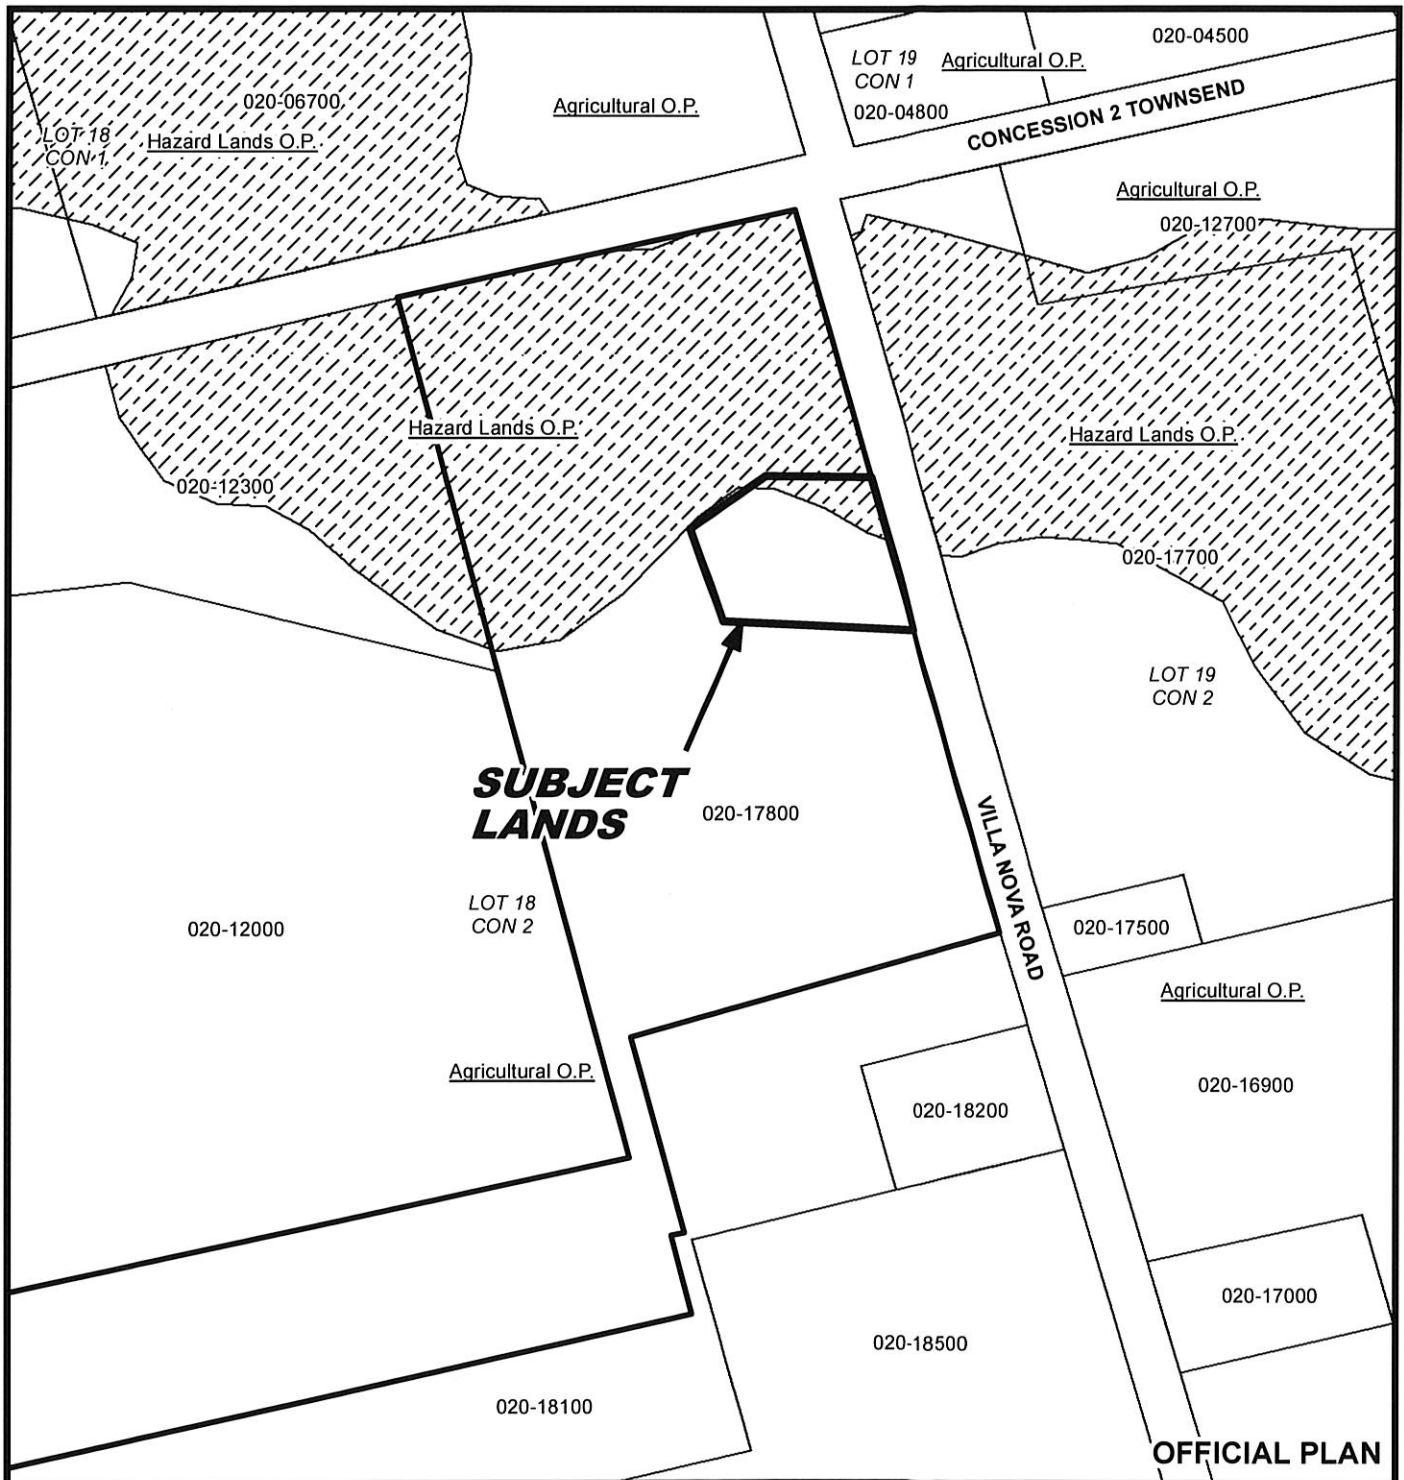 020-04500
LOT 19
CON 1
Agricultural O.P.
020-04800
CONCESSION 2 TOWNSEND
020-06700
Agricultural O.P.
LOT 18
CON 1
Hazard Lands O.P.
Agricultural O.P.
020-12700
Hazard Lands O.P.
Hazard Lands O.P.
020-12300
020-17700
LOT 19
CON 2
SUBJECT
LANDS
020-17800
VILLA NOVA ROAD
LOT 18
CON 2
020-12000
020-17500
Agricultural O.P.
Agricultural O.P.
020-18200
020-16900
020-17000
020-18500
020-18100
OFFICIAL PLAN